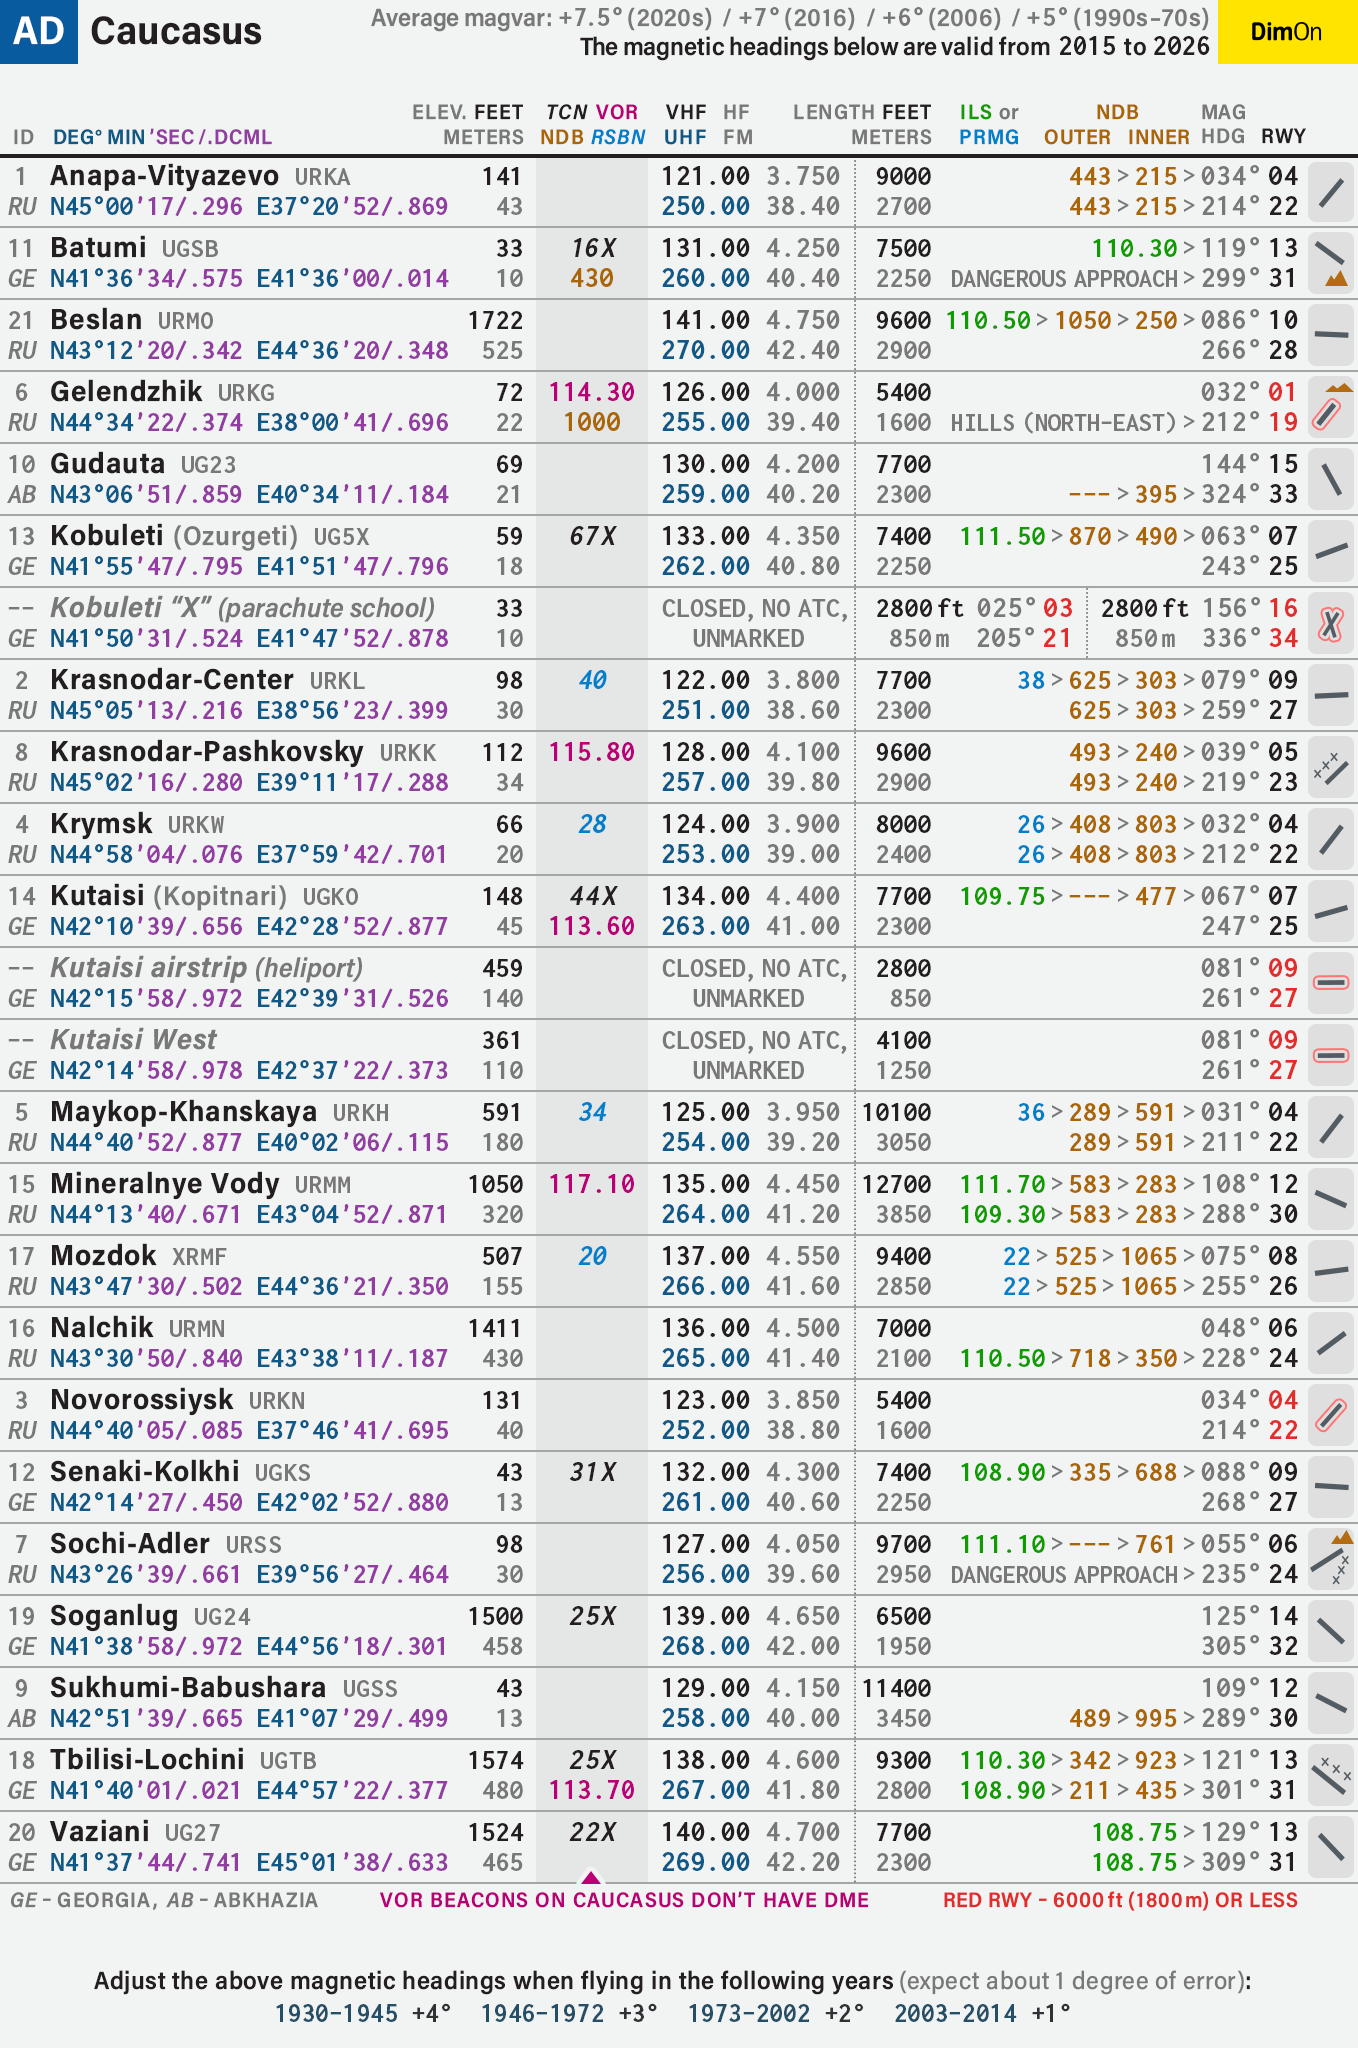 AD Caucasus Average magvar: +7.5° (2020s) / +7° (2016) / +6° (2006) / +5° (1990s–70s) DimOn
The magnetic headings below are valid from 2015 to 2026
ELEV. FEET TCN VOR VHF HF LENGTH FEET ILS or NDB MAG
ID DEG° MIN 'SEC /.DCML METERS NDB RSBN UHF FM METERS PRMG OUTER INNER HDG RWY
1 Anapa-Vityazevo URKA 141 121.00 3.750 9000 443 > 215 > 034° 04
RU N45°00'17/.296 E37°20'52/.869 43 250.00 38.40 2700 443 > 215 > 214° 22
11 Batumi UGSB 33 16X 131.00 4.250 7500 110.30 > 119° 13
GE N41°36'34/.575 E41°36'00/.014 10 430 260.00 40.40 2250 DANGEROUS APPROACH > 299° 31
21 Beslan URMO 1722 141.00 4.750 9600 110.50 > 1050 > 250 > 086° 10
RU N43°12'20/.342 E44°36'20/.348 525 270.00 42.40 2900 266° 28
6 Gelendzhik URKG 72 114.30 126.00 4.000 5400 032° 01
RU N44°34'22/.374 E38°00'41/.696 22 1000 255.00 39.40 1600 HILLS (NORTH-EAST) > 212° 19
10 Gudauta UG23 69 130.00 4.200 7700 144° 15
AB N43°06'51/.859 E40°34'11/.184 21 259.00 40.20 2300 --- > 395 > 324° 33
13 Kobuleti (Ozurgeti) UG5X 59 67X 133.00 4.350 7400 111.50 > 870 > 490 > 063° 07
GE N41°55'47/.795 E41°51'47/.796 18 262.00 40.80 2250 243° 25
-- Kobuleti “X” (parachute school) 33 CLOSED, NO ATC, 2800 ft 025° 03 2800 ft 156° 16
GE N41°50'31/.524 E41°47'52/.878 10 UNMARKED 850 m 205° 21 850 m 336° 34
2 Krasnodar-Center URKL 98 40 122.00 3.800 7700 38 > 625 > 303 > 079° 09
RU N45°05'13/.216 E38°56'23/.399 30 251.00 38.60 2300 625 > 303 > 259° 27
8 Krasnodar-Pashkovsky URKK 112 115.80 128.00 4.100 9600 493 > 240 > 039° 05
RU N45°02'16/.280 E39°11'17/.288 34 257.00 39.80 2900 493 > 240 > 219° 23
4 Krymsk URKW 66 28 124.00 3.900 8000 26 > 408 > 803 > 032° 04
RU N44°58'04/.076 E37°59'42/.701 20 253.00 39.00 2400 26 > 408 > 803 > 212° 22
14 Kutaisi (Kopitnari) UGKO 148 44X 134.00 4.400 7700 109.75 > --- > 477 > 067° 07
GE N42°10'39/.656 E42°28'52/.877 45 113.60 263.00 41.00 2300 247° 25
-- Kutaisi airstrip (heliport) 459 CLOSED, NO ATC, 2800 081° 09
GE N42°15'58/.972 E42°39'31/.526 140 UNMARKED 850 261° 27
-- Kutaisi West 361 CLOSED, NO ATC, 4100 081° 09
GE N42°14'58/.978 E42°37'22/.373 110 UNMARKED 1250 261° 27
5 Maykop-Khanskaya URKH 591 34 125.00 3.950 10100 36 > 289 > 591 > 031° 04
RU N44°40'52/.877 E40°02'06/.115 180 254.00 39.20 3050 289 > 591 > 211° 22
15 Mineralnye Vody URMM 1050 117.10 135.00 4.450 12700 111.70 > 583 > 283 > 108° 12
RU N44°13'40/.671 E43°04'52/.871 320 264.00 41.20 3850 109.30 > 583 > 283 > 288° 30
17 Mozdok XRMF 507 20 137.00 4.550 9400 22 > 525 > 1065 > 075° 08
RU N43°47'30/.502 E44°36'21/.350 155 266.00 41.60 2850 22 > 525 > 1065 > 255° 26
16 Nalchik URMN 1411 136.00 4.500 7000 048° 06
RU N43°30'50/.840 E43°38'11/.187 430 265.00 41.40 2100 110.50 > 718 > 350 > 228° 24
3 Novorossiysk URKN 131 123.00 3.850 5400 034° 04
RU N44°40'05/.085 E37°46'41/.695 40 252.00 38.80 1600 214° 22
12 Senaki-Kolkhi UGKS 43 31X 132.00 4.300 7400 108.90 > 335 > 688 > 088° 09
GE N42°14'27/.450 E42°02'52/.880 13 261.00 40.60 2250 268° 27
7 Sochi-Adler URSS 98 127.00 4.050 9700 111.10 > --- > 761 > 055° 06
RU N43°26'39/.661 E39°56'27/.464 30 256.00 39.60 2950 DANGEROUS APPROACH > 235° 24
19 Soganlug UG24 1500 25X 139.00 4.650 6500 125° 14
GE N41°38'58/.972 E44°56'18/.301 458 268.00 42.00 1950 305° 32
9 Sukhumi-Babushara UGSS 43 129.00 4.150 11400 109° 12
AB N42°51'39/.665 E41°07'29/.499 13 258.00 40.00 3450 489 > 995 > 289° 30
18 Tbilisi-Lochini UGTB 1574 25X 138.00 4.600 9300 110.30 > 342 > 923 > 121° 13
GE N41°40'01/.021 E44°57'22/.377 480 113.70 267.00 41.80 2800 108.90 > 211 > 435 > 301° 31
20 Vaziani UG27 1524 22X 140.00 4.700 7700 108.75 > 129° 13
GE N41°37'44/.741 E45°01'38/.633 465 269.00 42.20 2300 108.75 > 309° 31
GE – GEORGIA, AB – ABKHAZIA VOR BEACONS ON CAUCASUS DON'T HAVE DME RED RWY – 6000 ft (1800 m) OR LESS
Adjust the above magnetic headings when flying in the following years (expect about 1 degree of error):
1930–1945 +4° 1946–1972 +3° 1973–2002 +2° 2003–2014 +1°